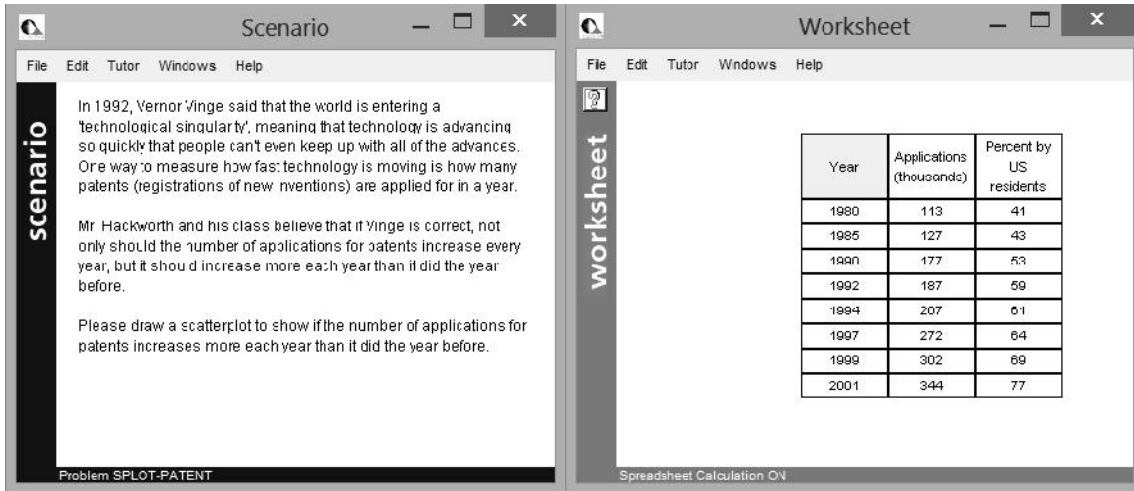 Scenario
File Edit Tutor Windows Help
scenario
In 1992, Vernor Vinge said that the world is entering a
'technological singularty', meaning that technology is advancing
so quickly that people can't even keep up with all of the advances.
One way to measure how fast technology is moving is how many
patents (registrations of new inventions) are applied for in a year.
Mr. Hackworth and his class believe that if Vinge is correct, not
only should the number of applications for patents increase every
year, but it should increase more each year than it did the year
before.
Please draw a scatterplot to show if the number of applications for
patents increases more each year than it did the year before.
Problem SPLOT-PATENT
Worksheet
File Edit Tutor Windows Help
worksheet
Year Applications (thousands) Percent by US residents
1980 113 41
1985 127 43
1990 177 53
1992 187 59
1994 207 61
1997 272 64
1999 302 69
2001 344 77
Spreadsheet Calculation ON